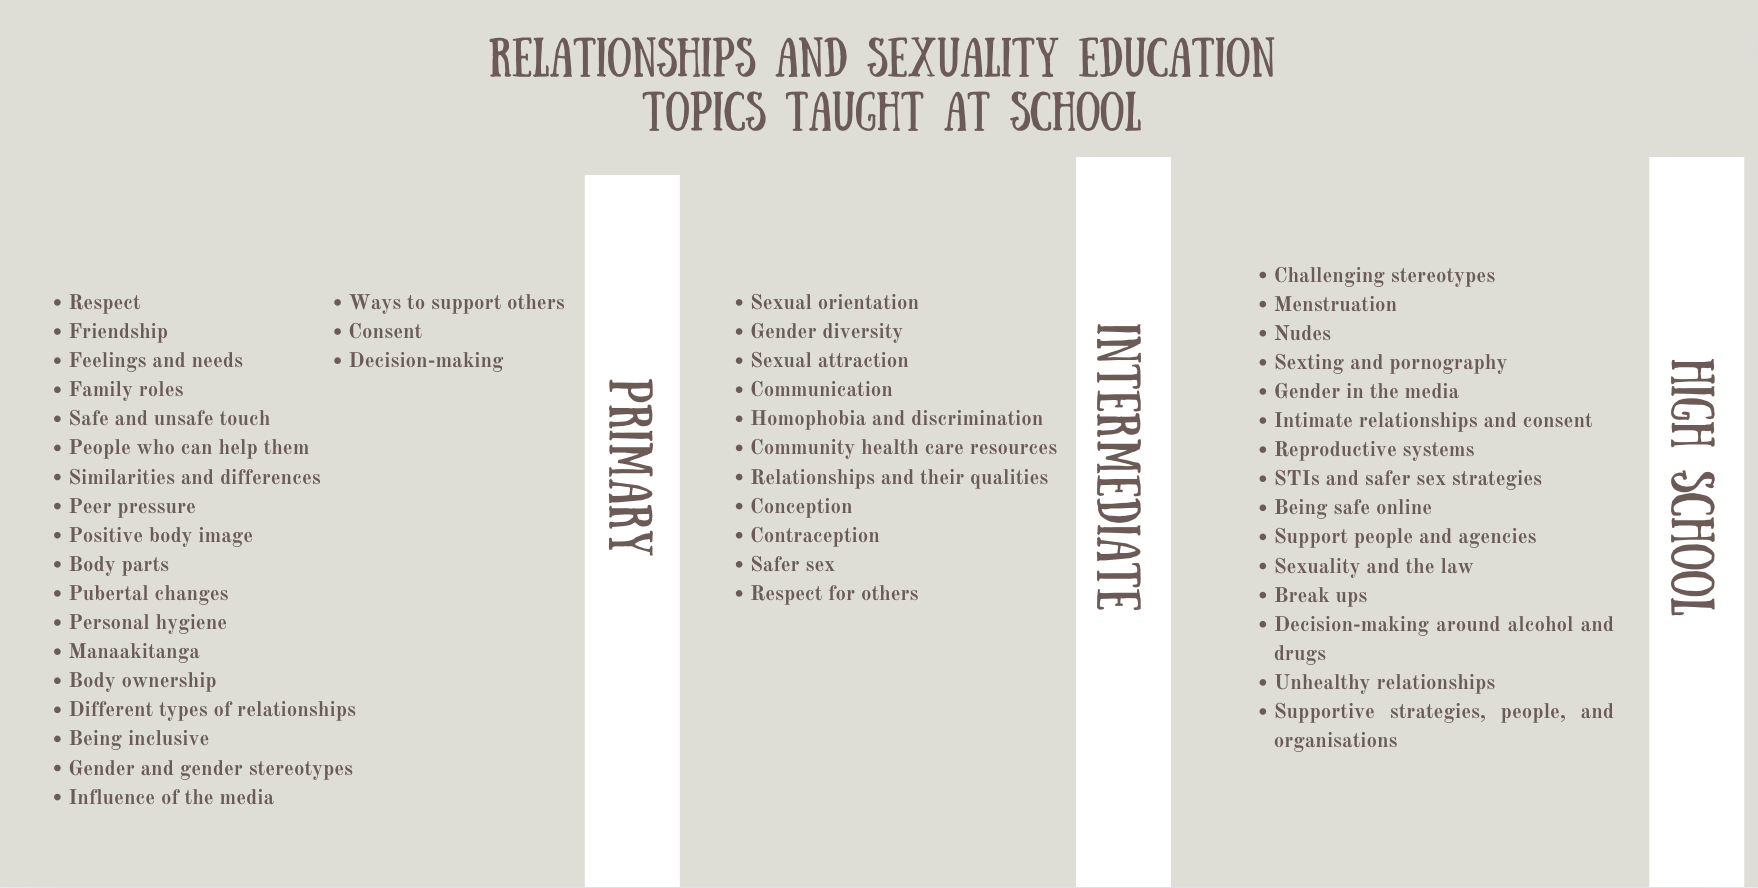 RELATIONSHIPS AND SEXUALITY EDUCATION
TOPICS TAUGHT AT SCHOOL
• Respect
• Friendship
• Feelings and needs
• Family roles
• Safe and unsafe touch
• People who can help them
• Similarities and differences
• Peer pressure
• Positive body image
• Body parts
• Pubertal changes
• Personal hygiene
• Manaakitanga
• Body ownership
• Different types of relationships
• Being inclusive
• Gender and gender stereotypes
• Influence of the media
• Ways to support others
• Consent
• Decision-making
PRIMARY
• Sexual orientation
• Gender diversity
• Sexual attraction
• Communication
• Homophobia and discrimination
• Community health care resources
• Relationships and their qualities
• Conception
• Contraception
• Safer sex
• Respect for others
INTERMEDIATE
• Challenging stereotypes
• Menstruation
• Nudes
• Sexting and pornography
• Gender in the media
• Intimate relationships and consent
• Reproductive systems
• STIs and safer sex strategies
• Being safe online
• Support people and agencies
• Sexuality and the law
• Break ups
• Decision-making around alcohol and
drugs
• Unhealthy relationships
• Supportive strategies, people, and
organisations
HIGH SCHOOL